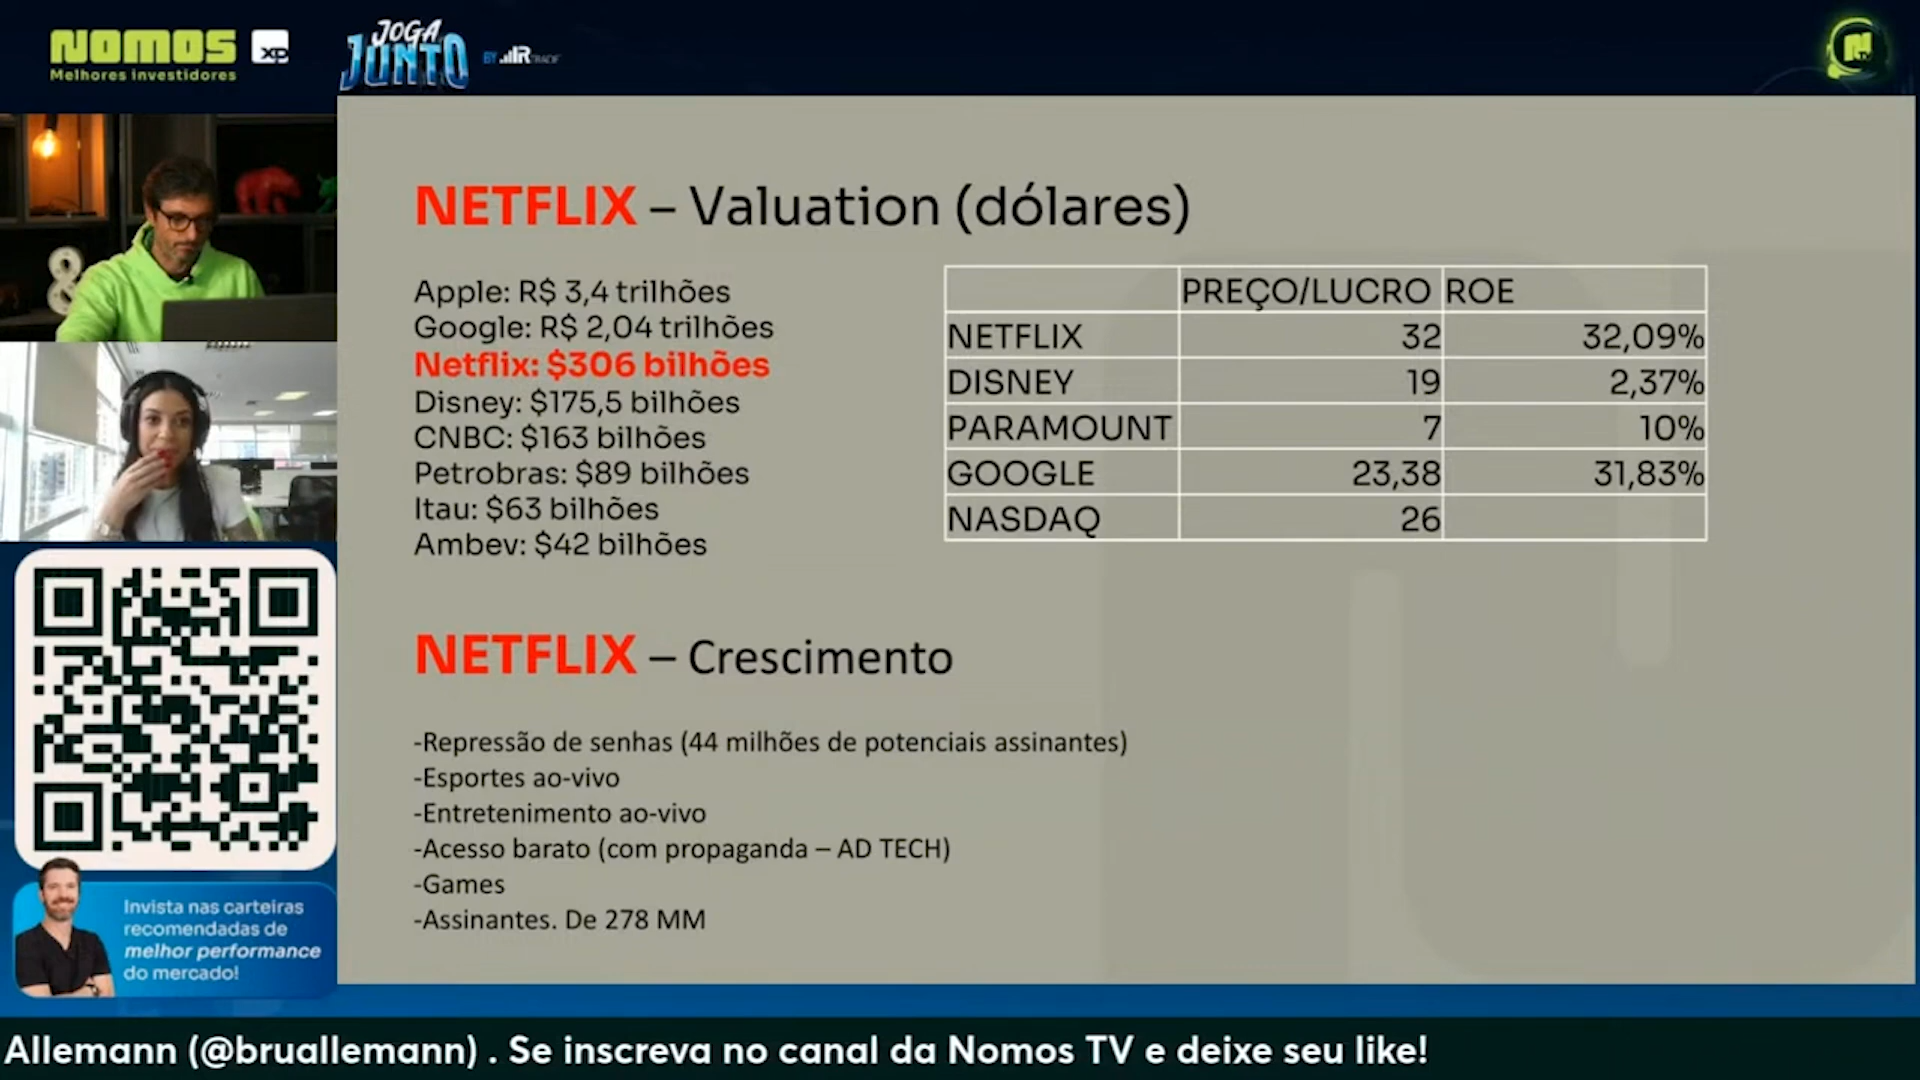 NOMOS
Melhores investidores
XP
JOGA
JUNTO
BY IR TRADE
N TV
NETFLIX – Valuation (dólares)
Apple: R$ 3,4 trilhões
Google: R$ 2,04 trilhões
Netflix: $306 bilhões
Disney: $175,5 bilhões
CNBC: $163 bilhões
Petrobras: $89 bilhões
Itau: $63 bilhões
Ambev: $42 bilhões
PREÇO/LUCRO ROE
NETFLIX 32 32,09%
DISNEY 19 2,37%
PARAMOUNT 7 10%
GOOGLE 23,38 31,83%
NASDAQ 26
NETFLIX – Crescimento
-Repressão de senhas (44 milhões de potenciais assinantes)
-Esportes ao-vivo
-Entretenimento ao-vivo
-Acesso barato (com propaganda – AD TECH)
-Games
-Assinantes. De 278 MM
&
Invista nas carteiras
recomendadas de
melhor performance
do mercado!
Allemann (@bruallemann) . Se inscreva no canal da Nomos TV e deixe seu like!